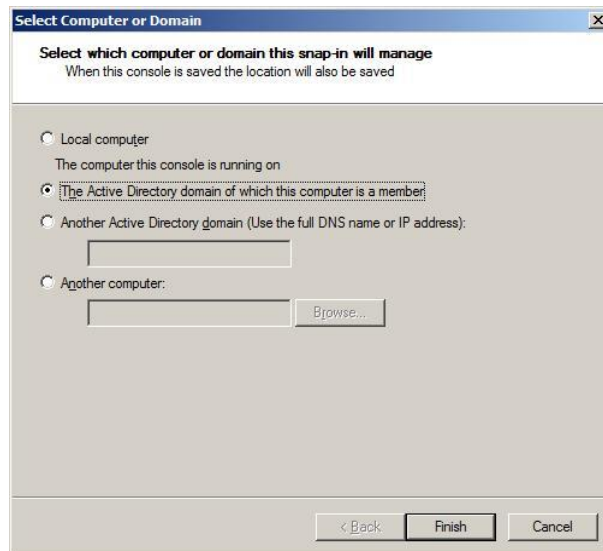 Select Computer or Domain
Select which computer or domain this snap-in will manage
When this console is saved the location will also be saved
Local computer
The computer this console is running on
The Active Directory domain of which this computer is a member
Another Active Directory domain (Use the full DNS name or IP address):
Another computer:
Browse...
< Back
Finish
Cancel